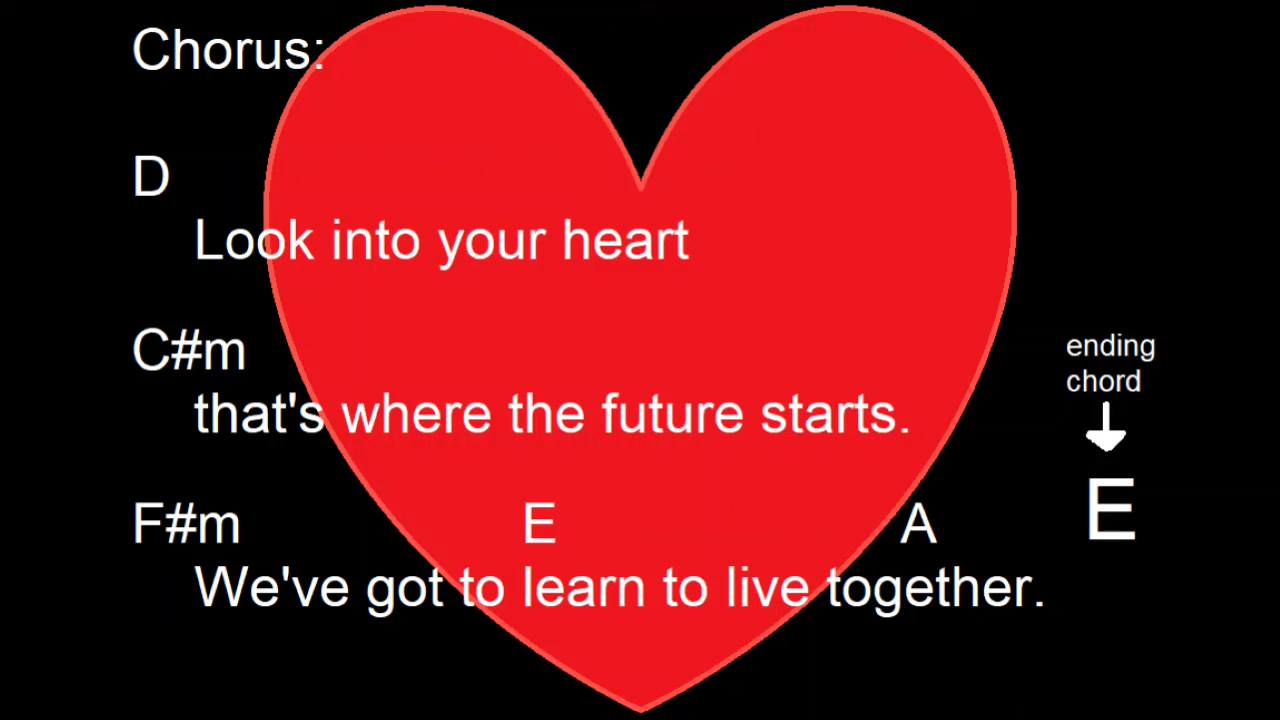 Chorus:
D
Look into your heart
C#m
that's where the future starts.
ending
chord
E
F#m E A
We've got to learn to live together.